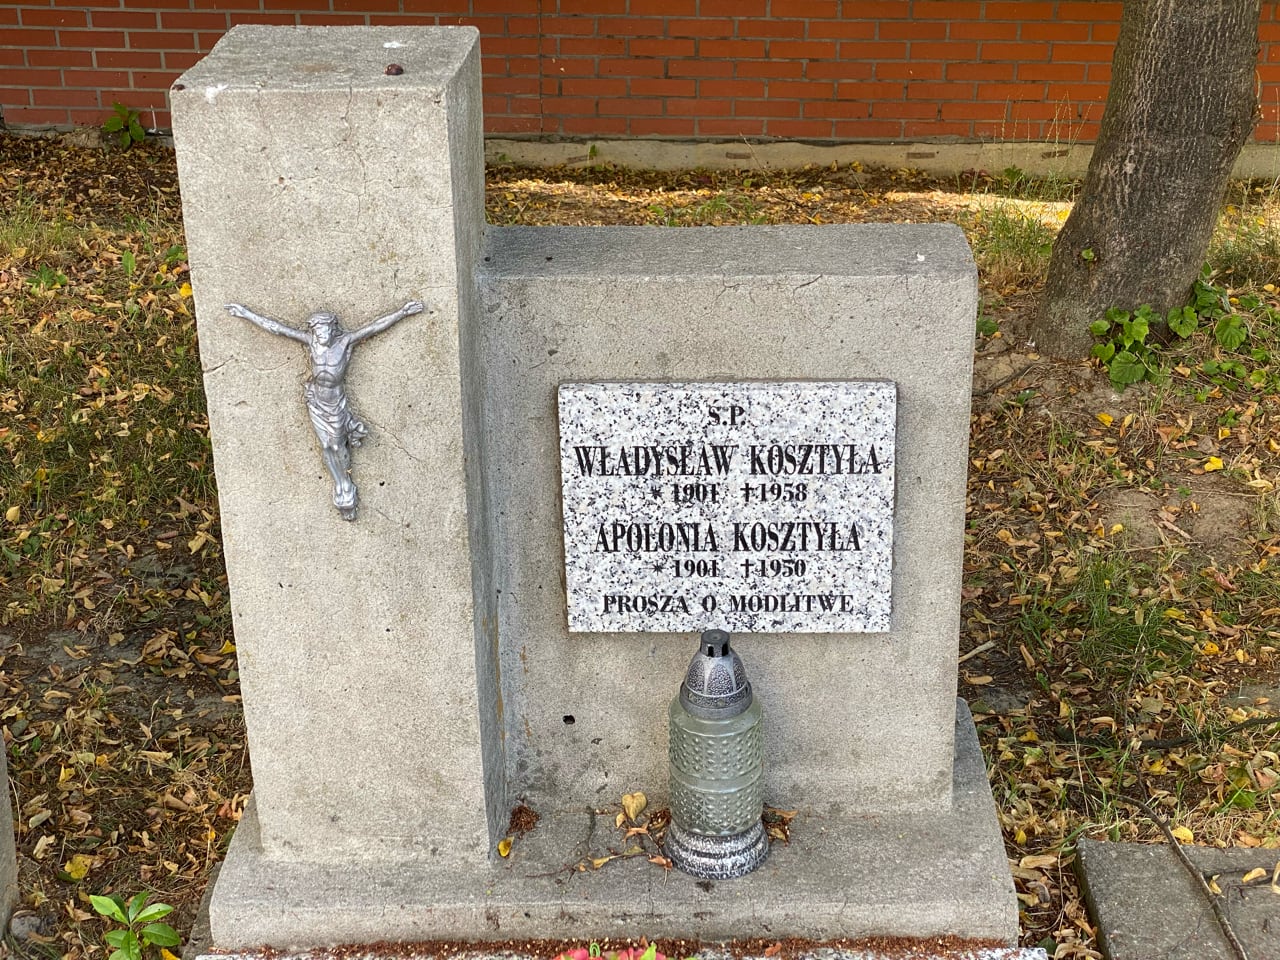 S.P.
WŁADYSŁAW KOSZTYŁA
* 1901 †1958
APOLONIA KOSZTYŁA
* 1901 †1950
PROSZĄ O MODLITWĘ